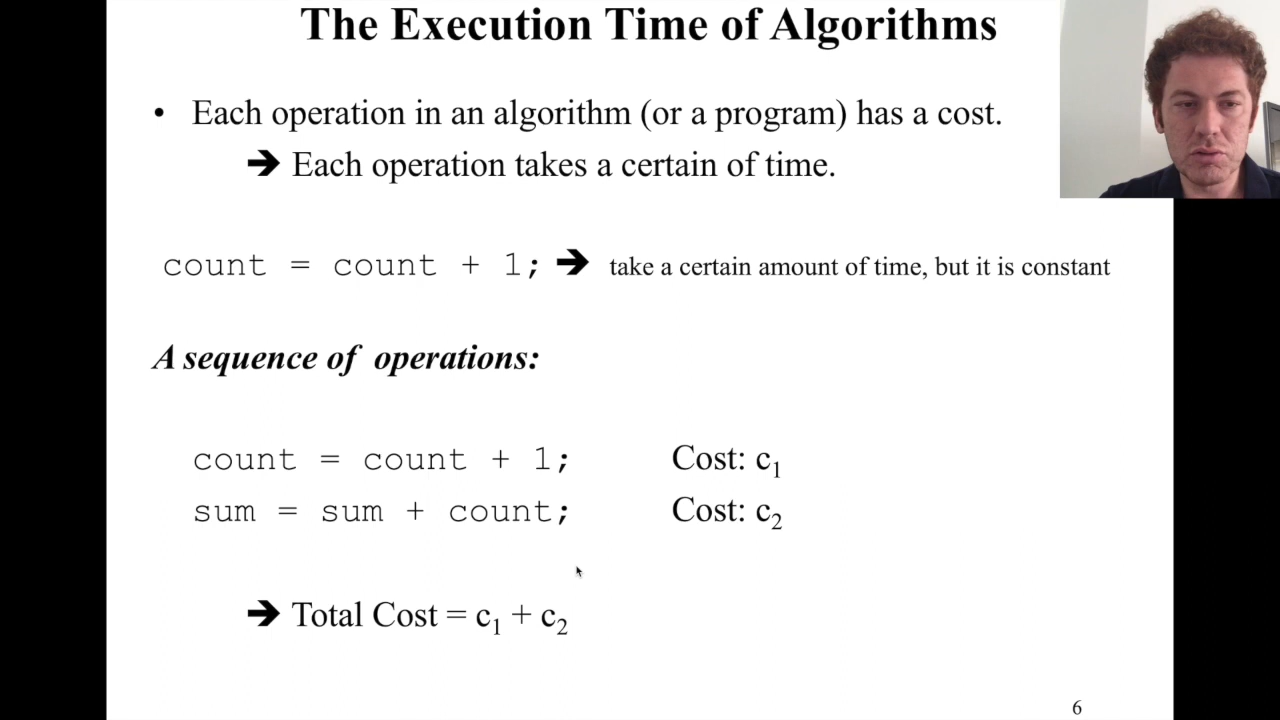 The Execution Time of Algorithms
• Each operation in an algorithm (or a program) has a cost.
➔ Each operation takes a certain of time.
count = count + 1; ➔ take a certain amount of time, but it is constant
A sequence of operations:
count = count + 1; Cost: c₁
sum = sum + count; Cost: c₂
➔ Total Cost = c₁ + c₂
6